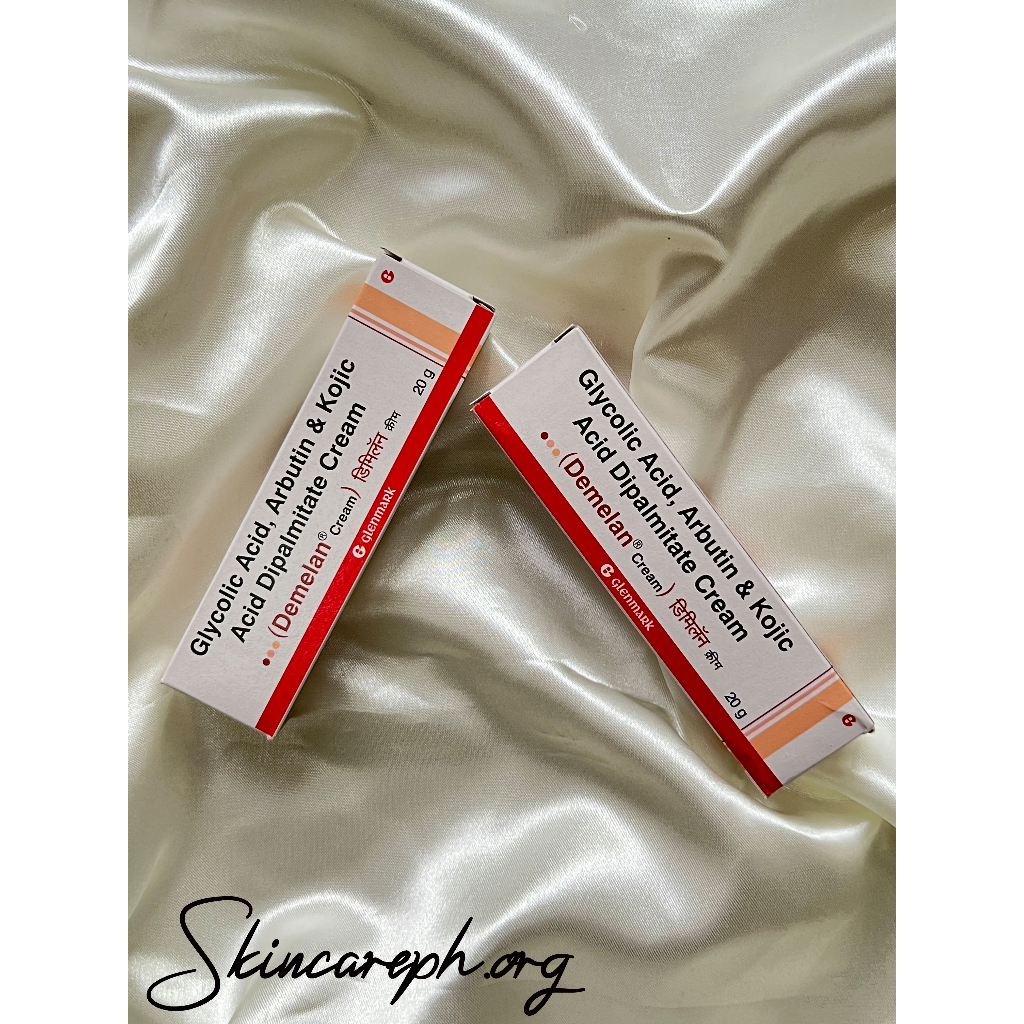 Glycolic Acid, Arbutin & Kojic
Acid Dipalmitate Cream
(Demelan® Cream) डिमिलॅन क्रीम
20 g
GLENMARK
Glycolic Acid, Arbutin & Kojic
Acid Dipalmitate Cream
(Demelan® Cream) डिमिलॅन क्रीम
20 g
GLENMARK
Skincareph.org